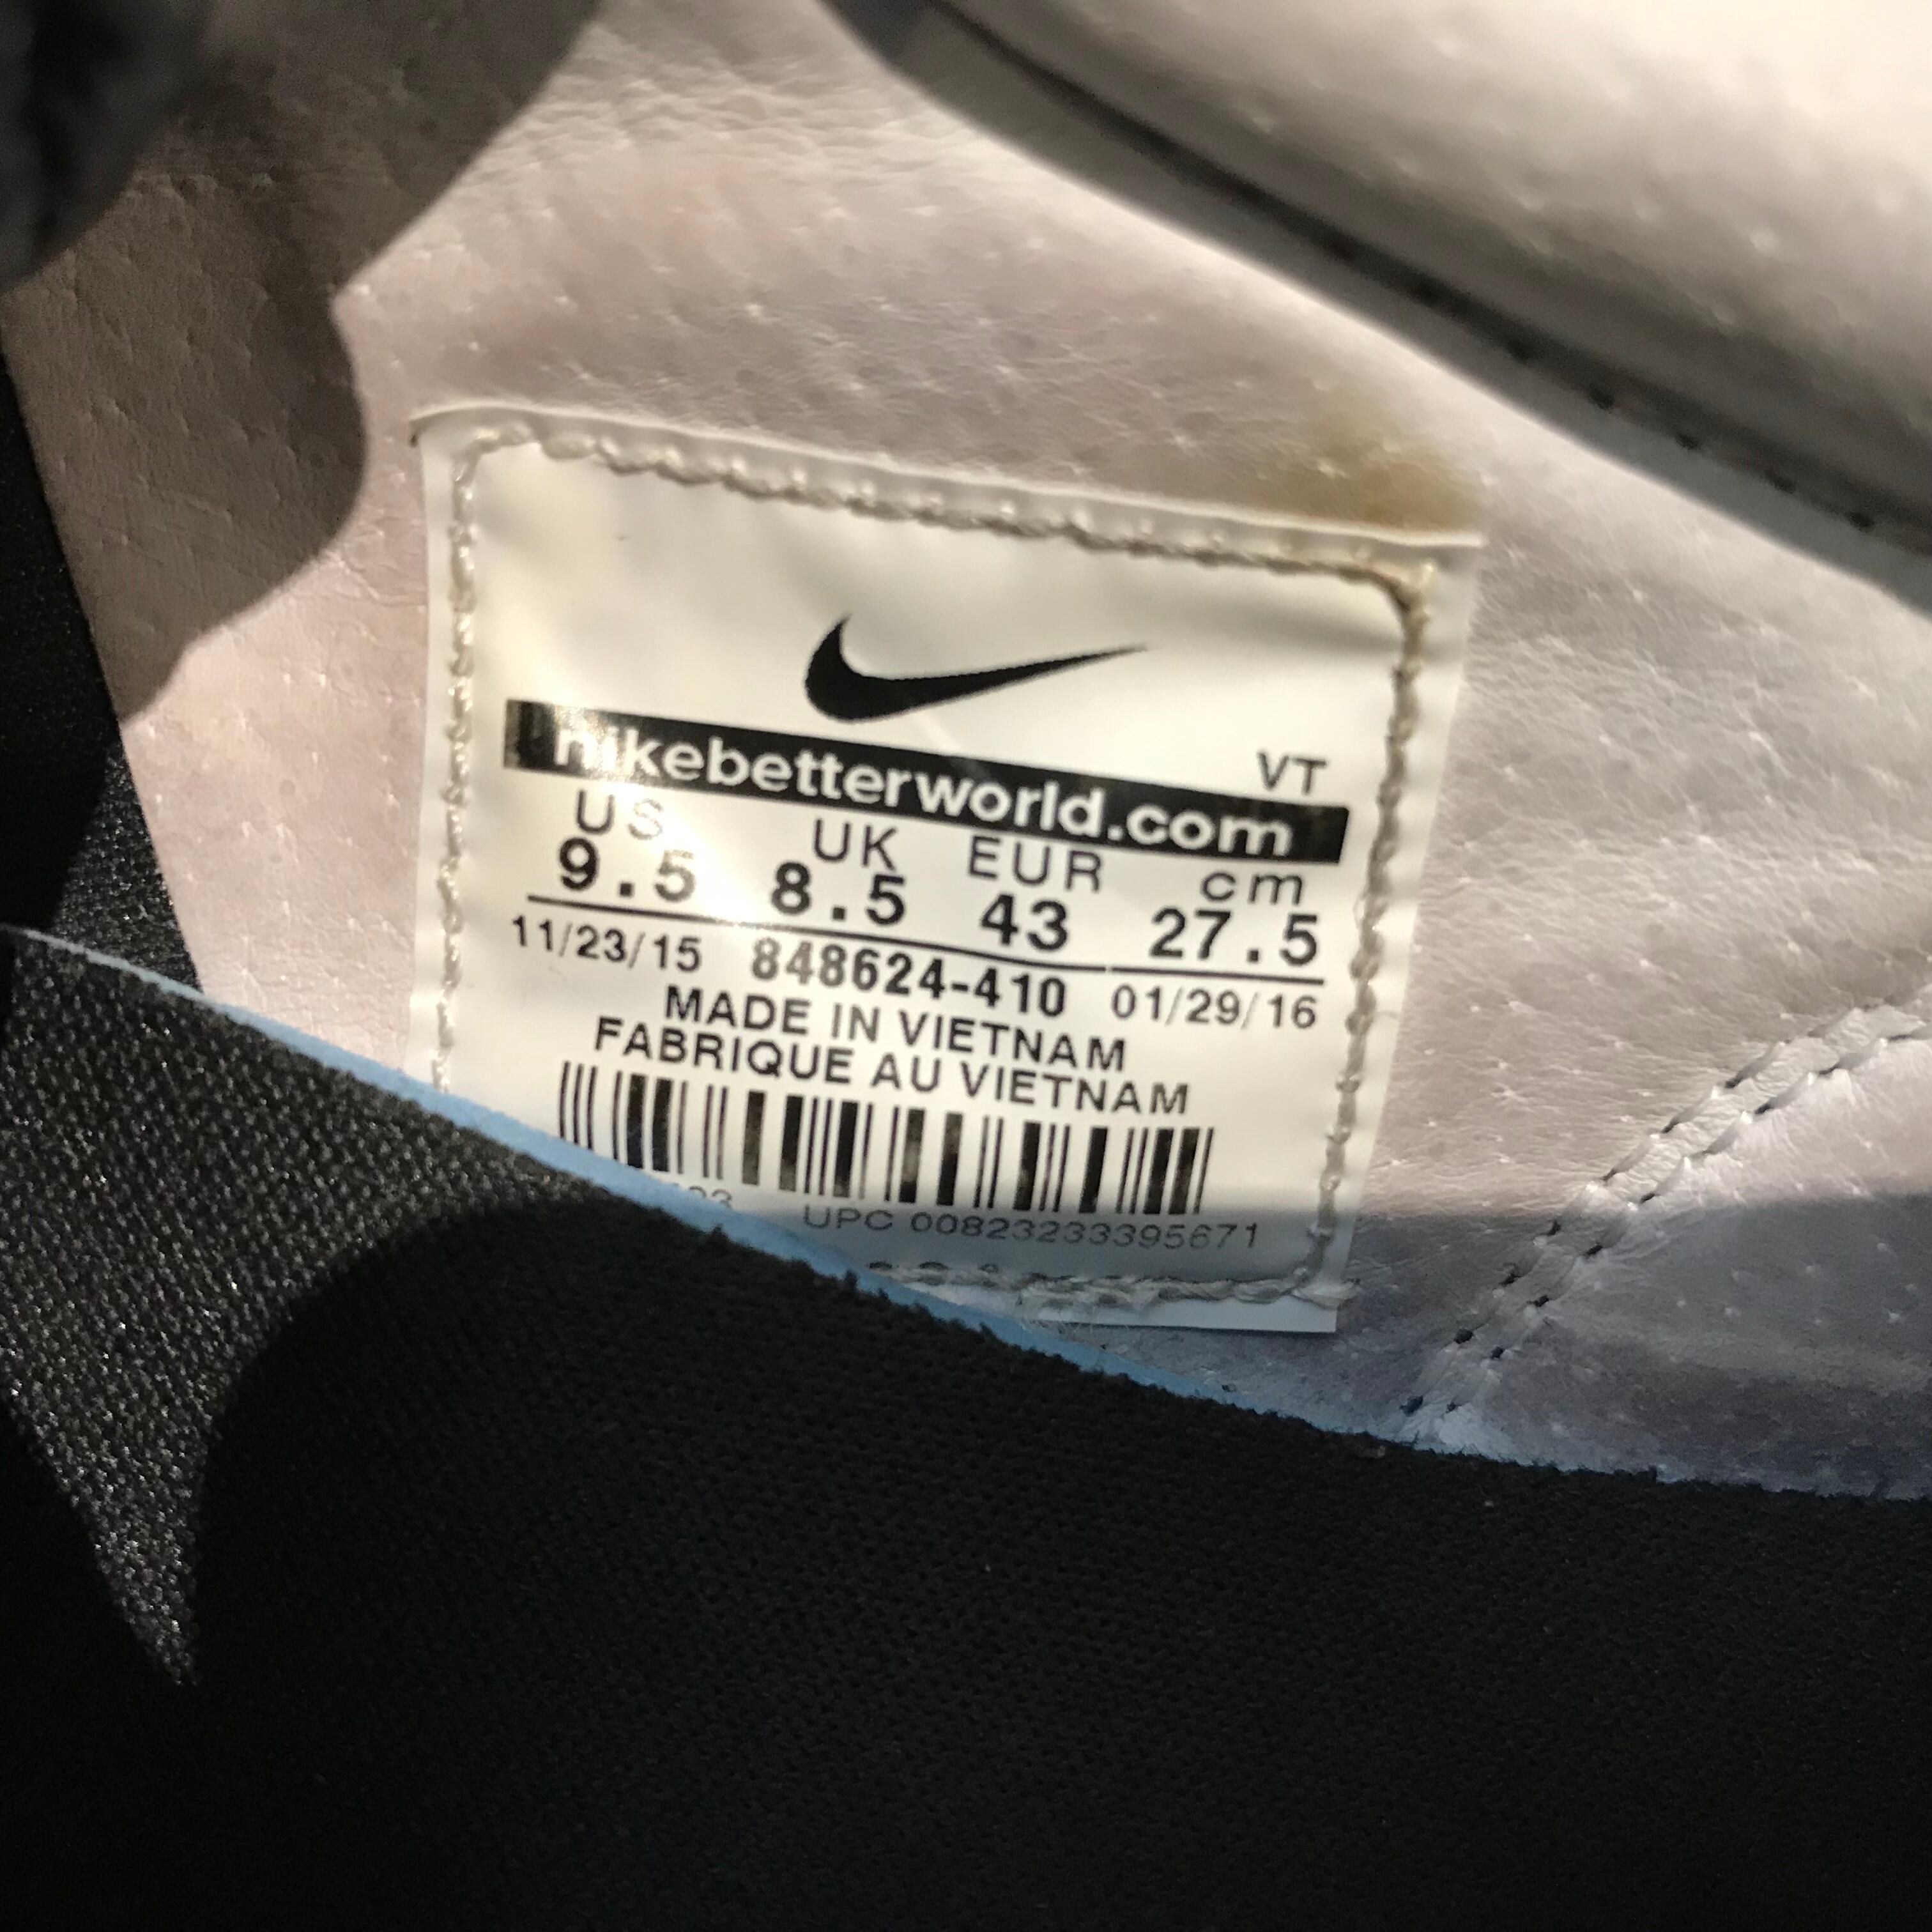 VT
nikebetterworld.com
US UK EUR cm
9.5 8.5 43 27.5
11/23/15 848624-410 01/29/16
MADE IN VIETNAM
FABRIQUE AU VIETNAM
UPC 00823233395671